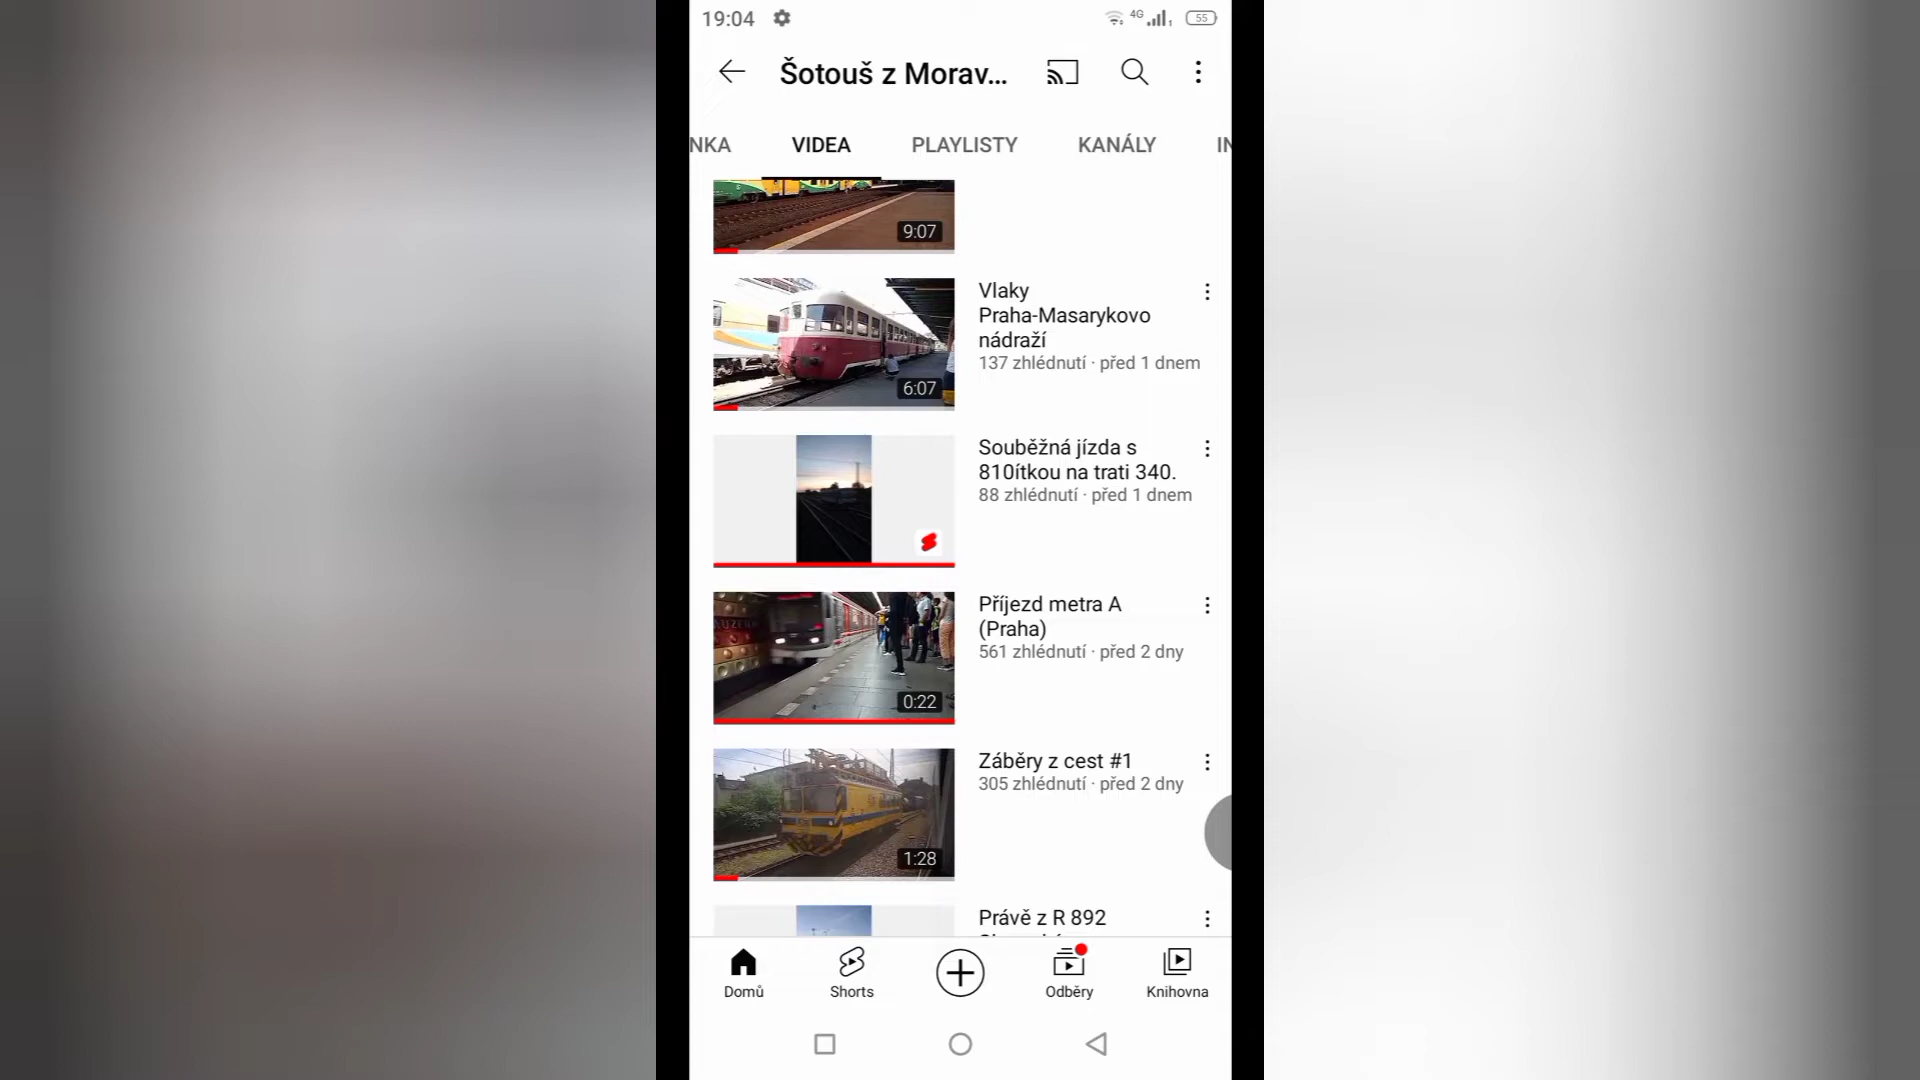 19:04
4G
55
Šotouš z Morav...
NKA VIDEA PLAYLISTY KANÁLY IN
9:07
Vlaky
Praha-Masarykovo
nádraží
137 zhlédnutí · před 1 dnem
6:07
Souběžná jízda s
810ítkou na trati 340.
88 zhlédnutí · před 1 dnem
Příjezd metra A
(Praha)
561 zhlédnutí · před 2 dny
0:22
Záběry z cest #1
305 zhlédnutí · před 2 dny
1:28
Právě z R 892
Domů Shorts Odběry Knihovna